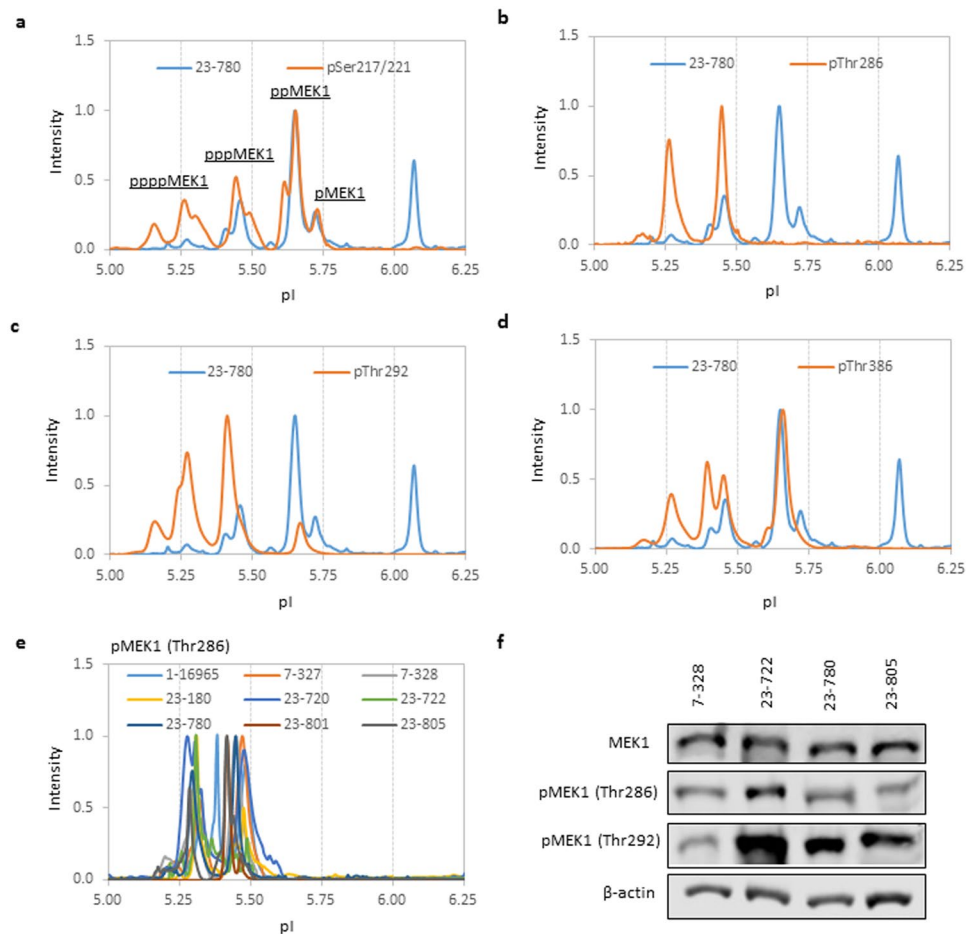 a
1.5
23-780 pSer217/221
ppMEK1
1.0
pppMEK1
ppppMEK1
0.5
pMEK1
0.0
5.00 5.25 5.50 5.75 6.00 6.25
Intensity
pI
b
1.5
23-780 pThr286
1.0
0.5
0.0
5.00 5.25 5.50 5.75 6.00 6.25
Intensity
pI
c
1.5
23-780 pThr292
1.0
0.5
0.0
5.00 5.25 5.50 5.75 6.00 6.25
Intensity
pI
d
1.5
23-780 pThr386
1.0
0.5
0.0
5.00 5.25 5.50 5.75 6.00 6.25
Intensity
pI
e
pMEK1 (Thr286)
1.5
1-16965 7-327 7-328
23-180 23-720 23-722
23-780 23-801 23-805
1.0
0.5
0.0
5.00 5.25 5.50 5.75 6.00 6.25
Intensity
pI
f
7-328
23-722
23-780
23-805
MEK1
pMEK1 (Thr286)
pMEK1 (Thr292)
β-actin